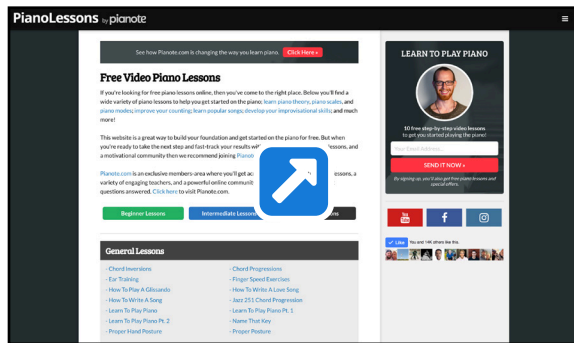 PianoLessons by pianote
See how Pianote.com is changing the way you learn piano. Click Here »
Free Video Piano Lessons
If you're looking for free piano lessons online, then you've come to the right place. Below you'll find a
wide variety of piano lessons to help you get started on the piano: learn piano theory, piano scales, and
piano modes; improve your counting; learn popular songs; develop your improvisational skills; and much
more!
This website is a great way to build your foundation and get started on the piano for free. But when
you're ready to take the next step and fast-track your results wi lessons, and
a motivational community then we recommend joining Pianot
Pianote.com is an exclusive members-area where you'll get ac lessons, a
variety of engaging teachers, and a powerful online communit
questions answered. Click here to visit Pianote.com.
Beginner Lessons
Intermediate Lessons
General Lessons
- Chord Inversions
- Ear Training
- How To Play A Glissando
- How To Write A Song
- Learn To Play Piano
- Learn To Play Piano Pt. 2
- Proper Hand Posture
- Chord Progressions
- Finger Speed Exercises
- How To Write A Love Song
- Jazz 251 Chord Progression
- Learn To Play Piano Pt. 1
- Name That Key
- Proper Posture
LEARN TO PLAY PIANO
10 free step-by-step video lessons
to get you started playing the piano!
Your Email Address...
SEND IT NOW »
By signing up, you'll also get free piano lessons and
special offers.
You Tube
f
Like You and 14K others like this.